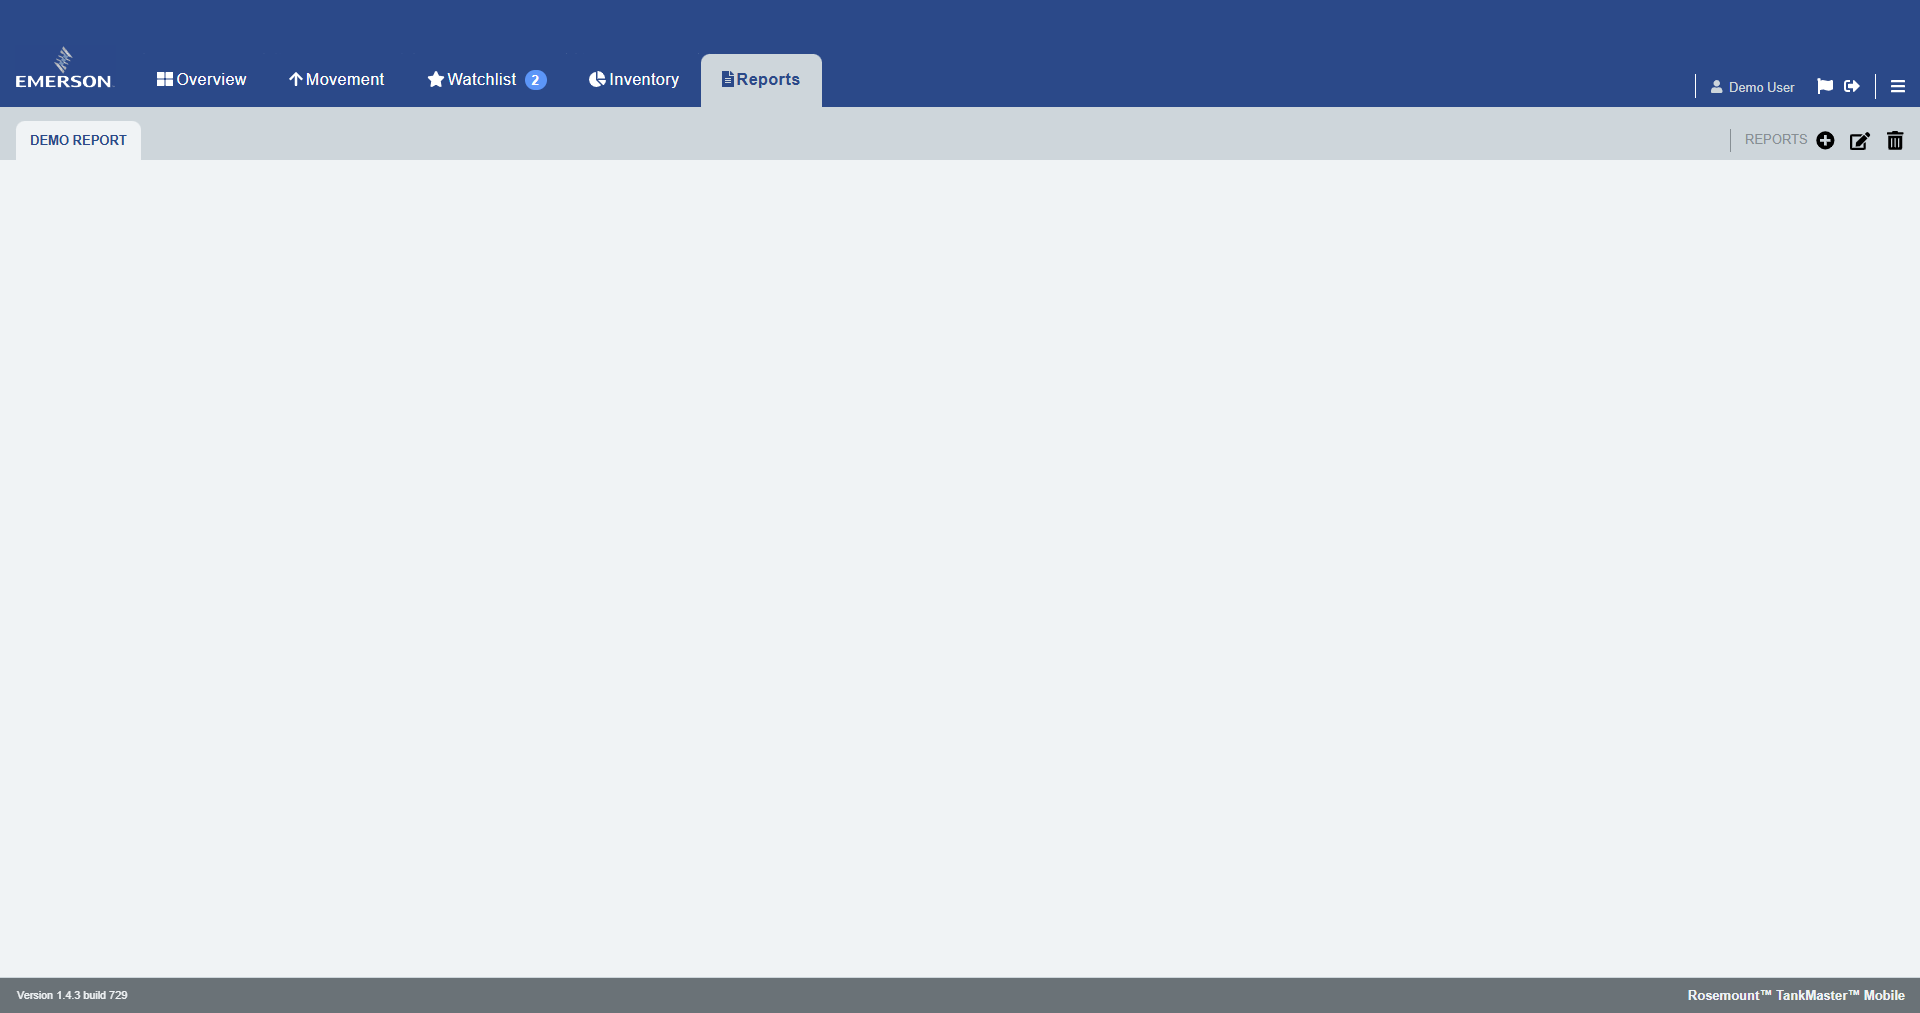 EMERSON
Overview
Movement
Watchlist 2
Inventory
Reports
Demo User
DEMO REPORT
REPORTS
Version 1.4.3 build 729
Rosemount™ TankMaster™ Mobile